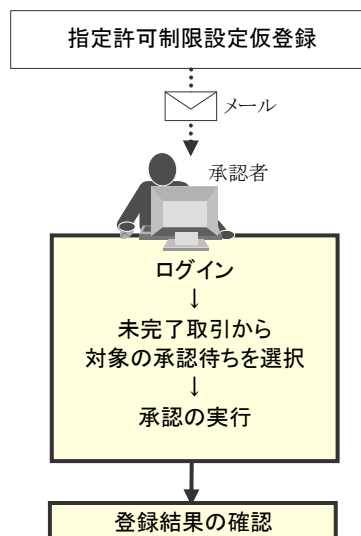 指定許可制限設定仮登録
メール
承認者
ログイン
↓
未完了取引から
対象の承認待ちを選択
↓
承認の実行
登録結果の確認